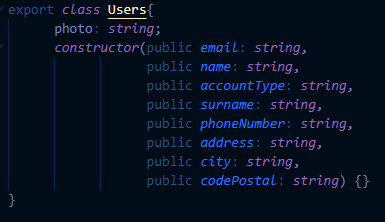 export class Users{
photo: string;
constructor(public email: string,
public name: string,
public accountType: string,
public surname: string,
public phoneNumber: string,
public address: string,
public city: string,
public codePostal: string) {}
}